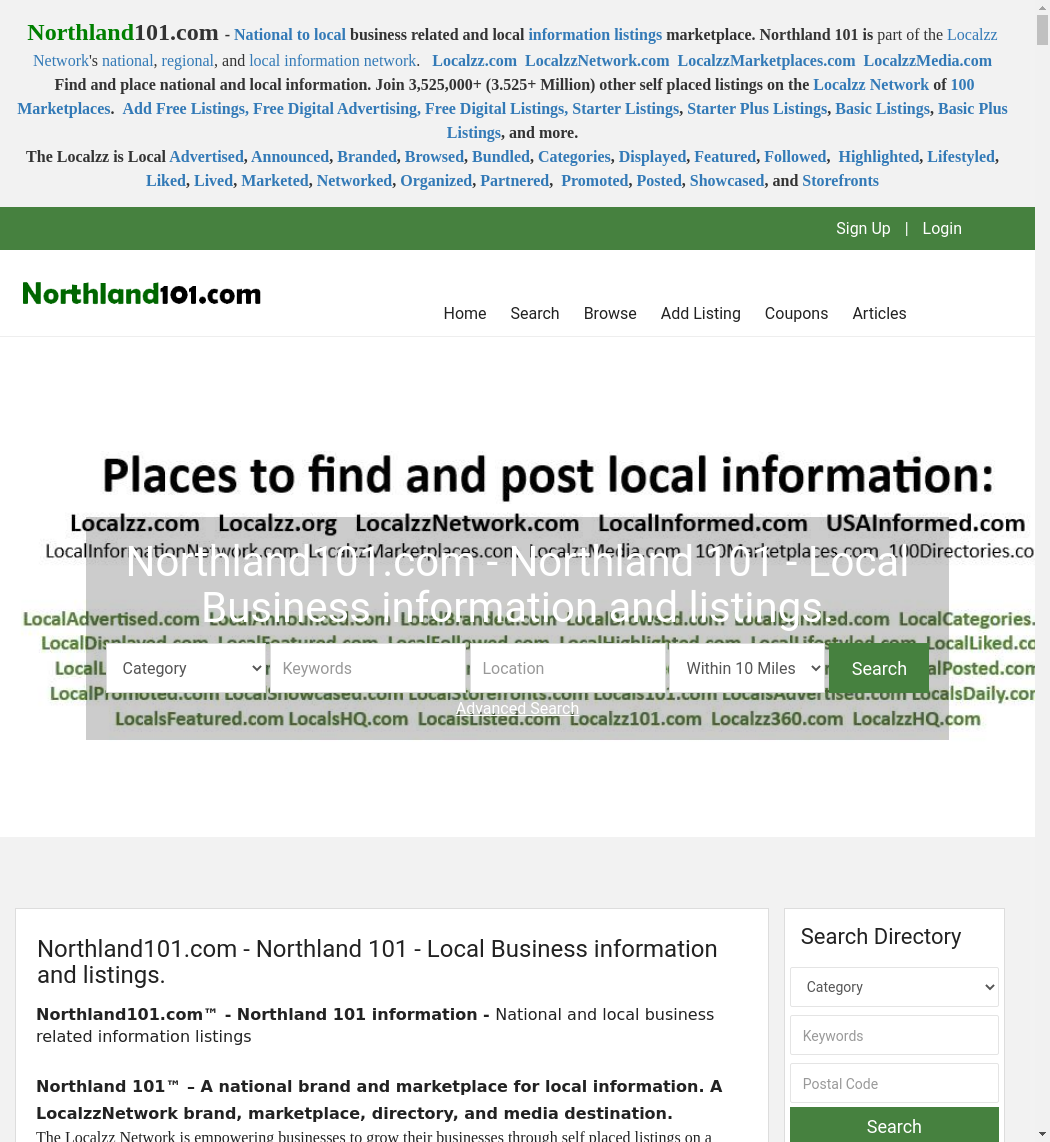 Northland101.com - National to local business related and local information listings marketplace. Northland 101 is part of the Localzz
Network's national, regional, and local information network. Localzz.com LocalzzNetwork.com LocalzzMarketplaces.com LocalzzMedia.com
Find and place national and local information. Join 3,525,000+ (3.525+ Million) other self placed listings on the Localzz Network of 100
Marketplaces. Add Free Listings, Free Digital Advertising, Free Digital Listings, Starter Listings, Starter Plus Listings, Basic Listings, Basic Plus
Listings, and more.
The Localzz is Local Advertised, Announced, Branded, Browsed, Bundled, Categories, Displayed, Featured, Followed, Highlighted, Lifestyled,
Liked, Lived, Marketed, Networked, Organized, Partnered, Promoted, Posted, Showcased, and Storefronts
Sign Up | Login
Northland101.com
Home Search Browse Add Listing Coupons Articles
Places to find and post local information:
Localzz.com Localzz.org LocalzzNetwork.com LocalInformed.com USAInformed.com
LocalInformationNetwork.com LocalzzMarketplaces.com LocalzzMedia.com 100Marketplaces.com 100Directories.co
Northland101.com - Northland 101 - Local
Business information and listings.
LocalAdvertised.com LocalAnnounced.com LocalBranded.com LocalBrowsed.com LocalBundled.com LocalCategories.
LocalDisplayed.com LocalFeatured.com LocalFollowed.com LocalHighlighted.com LocalLifestyled.com LocalLiked.co
Category Keywords Location Within 10 Miles Search
LocalPromoted.com LocalShowcased.com LocalStorefronts.com Locals101.com LocalsAdvertised.com LocalsDaily.cor
Advanced Search
LocalsFeatured.com LocalsHQ.com LocalsListed.com Localzz101.com Localzz360.com LocalzzHQ.com
Northland101.com - Northland 101 - Local Business information
and listings.
Northland101.com™ - Northland 101 information - National and local business
related information listings
Northland 101™ – A national brand and marketplace for local information. A
LocalzzNetwork brand, marketplace, directory, and media destination.
The Localzz Network is empowering businesses to grow their businesses through self placed listings on a
Search Directory
Category
Keywords
Postal Code
Search